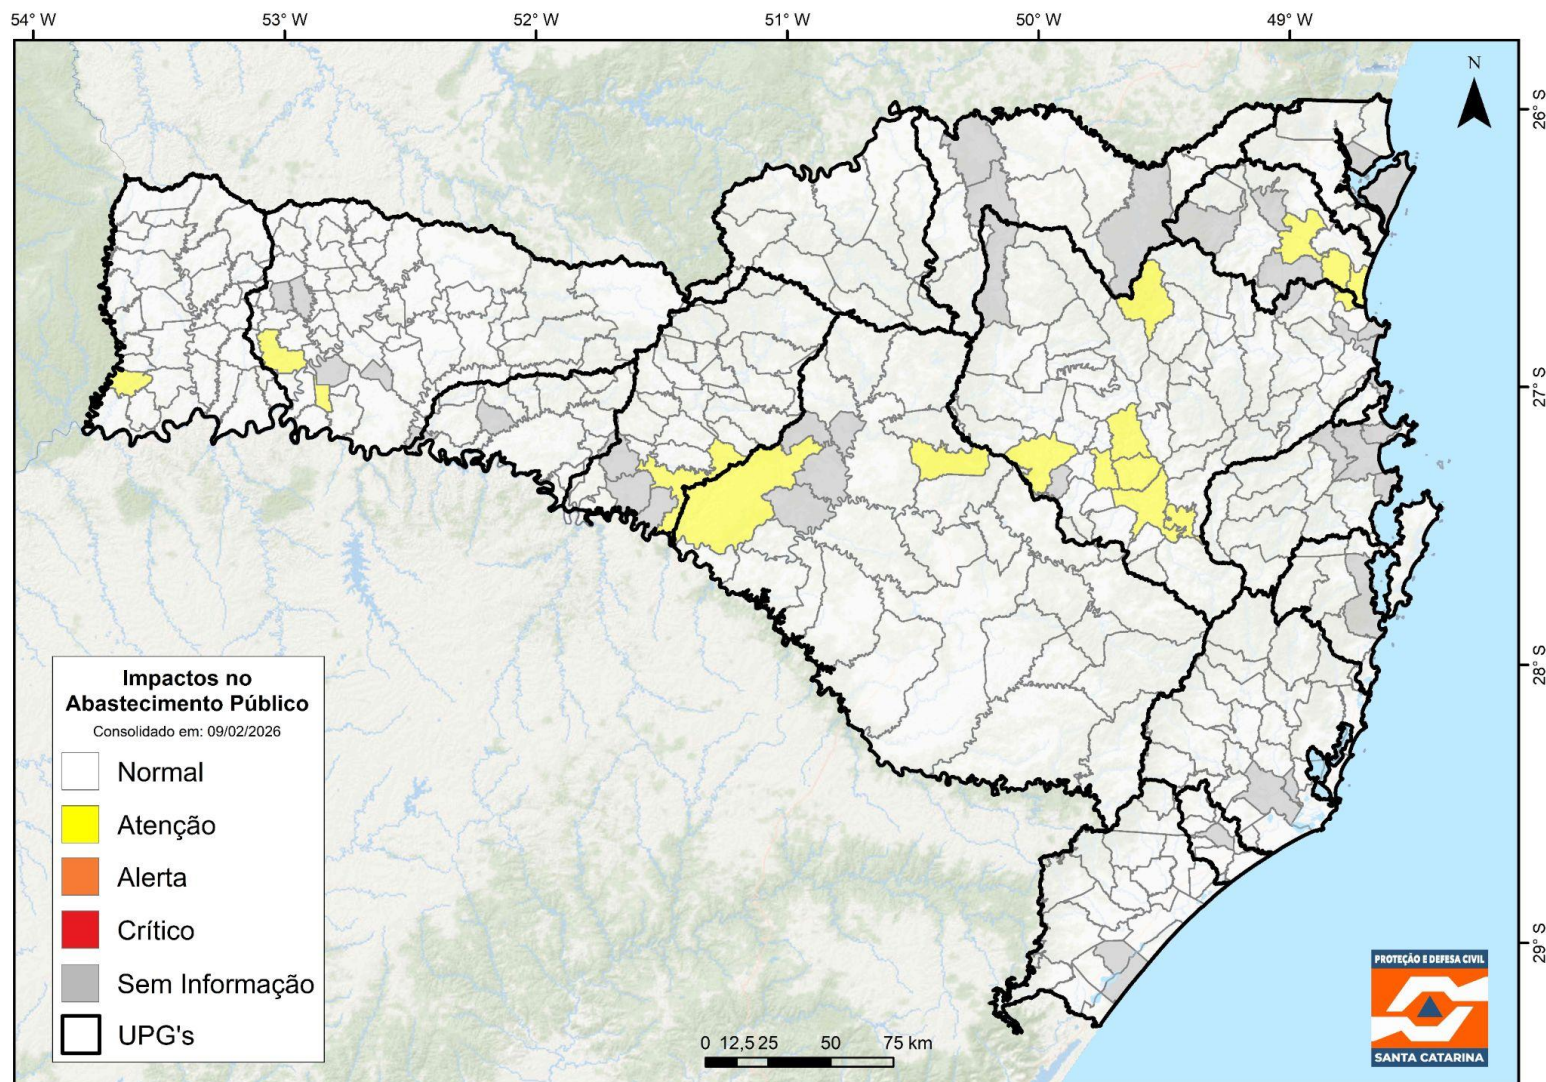 54° W 53° W 52° W 51° W 50° W 49° W
N
26° S
27° S
28° S
29° S
Impactos no
Abastecimento Público
Consolidado em: 09/02/2026
Normal
Atenção
Alerta
Crítico
Sem Informação
UPG's
0 12,5 25 50 75 km
PROTEÇÃO E DEFESA CIVIL
SANTA CATARINA